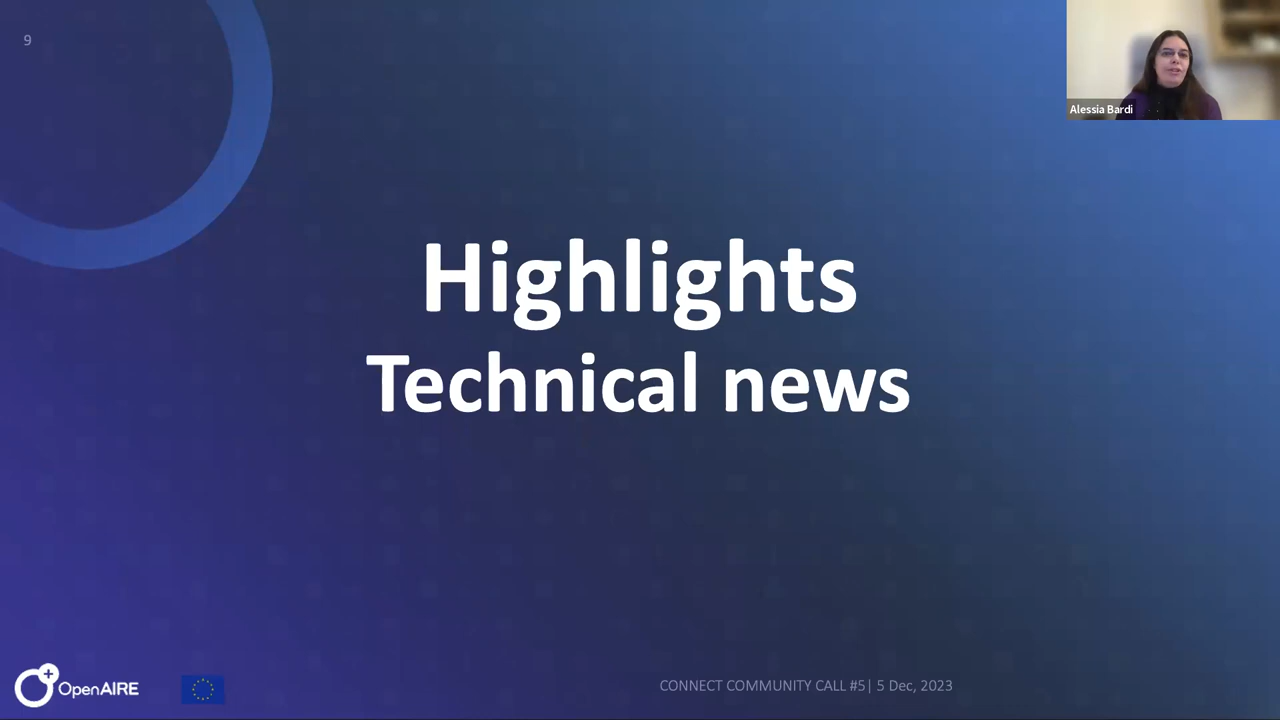 9
Alessia Bardi
Highlights
Technical news
OpenAIRE
CONNECT COMMUNITY CALL #5| 5 Dec, 2023